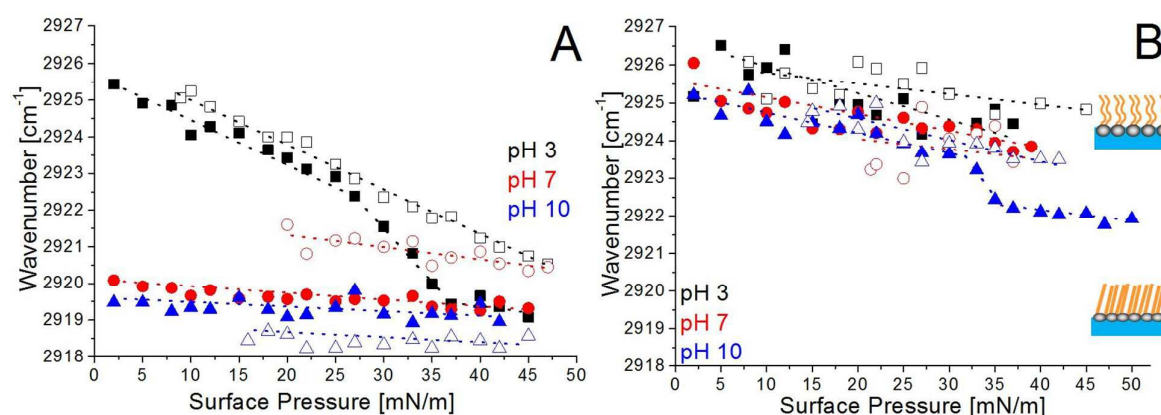 A
2927
2926
2925
2924
2923
2922
2921
2920
2919
2918
Wavenumber [cm-1]
pH 3
pH 7
pH 10
0 5 10 15 20 25 30 35 40 45 50
Surface Pressure [mN/m]
B
2927
2926
2925
2924
2923
2922
2921
2920
2919
2918
Wavenumber [cm-1]
pH 3
pH 7
pH 10
0 5 10 15 20 25 30 35 40 45 50
Surface Pressure [mN/m]